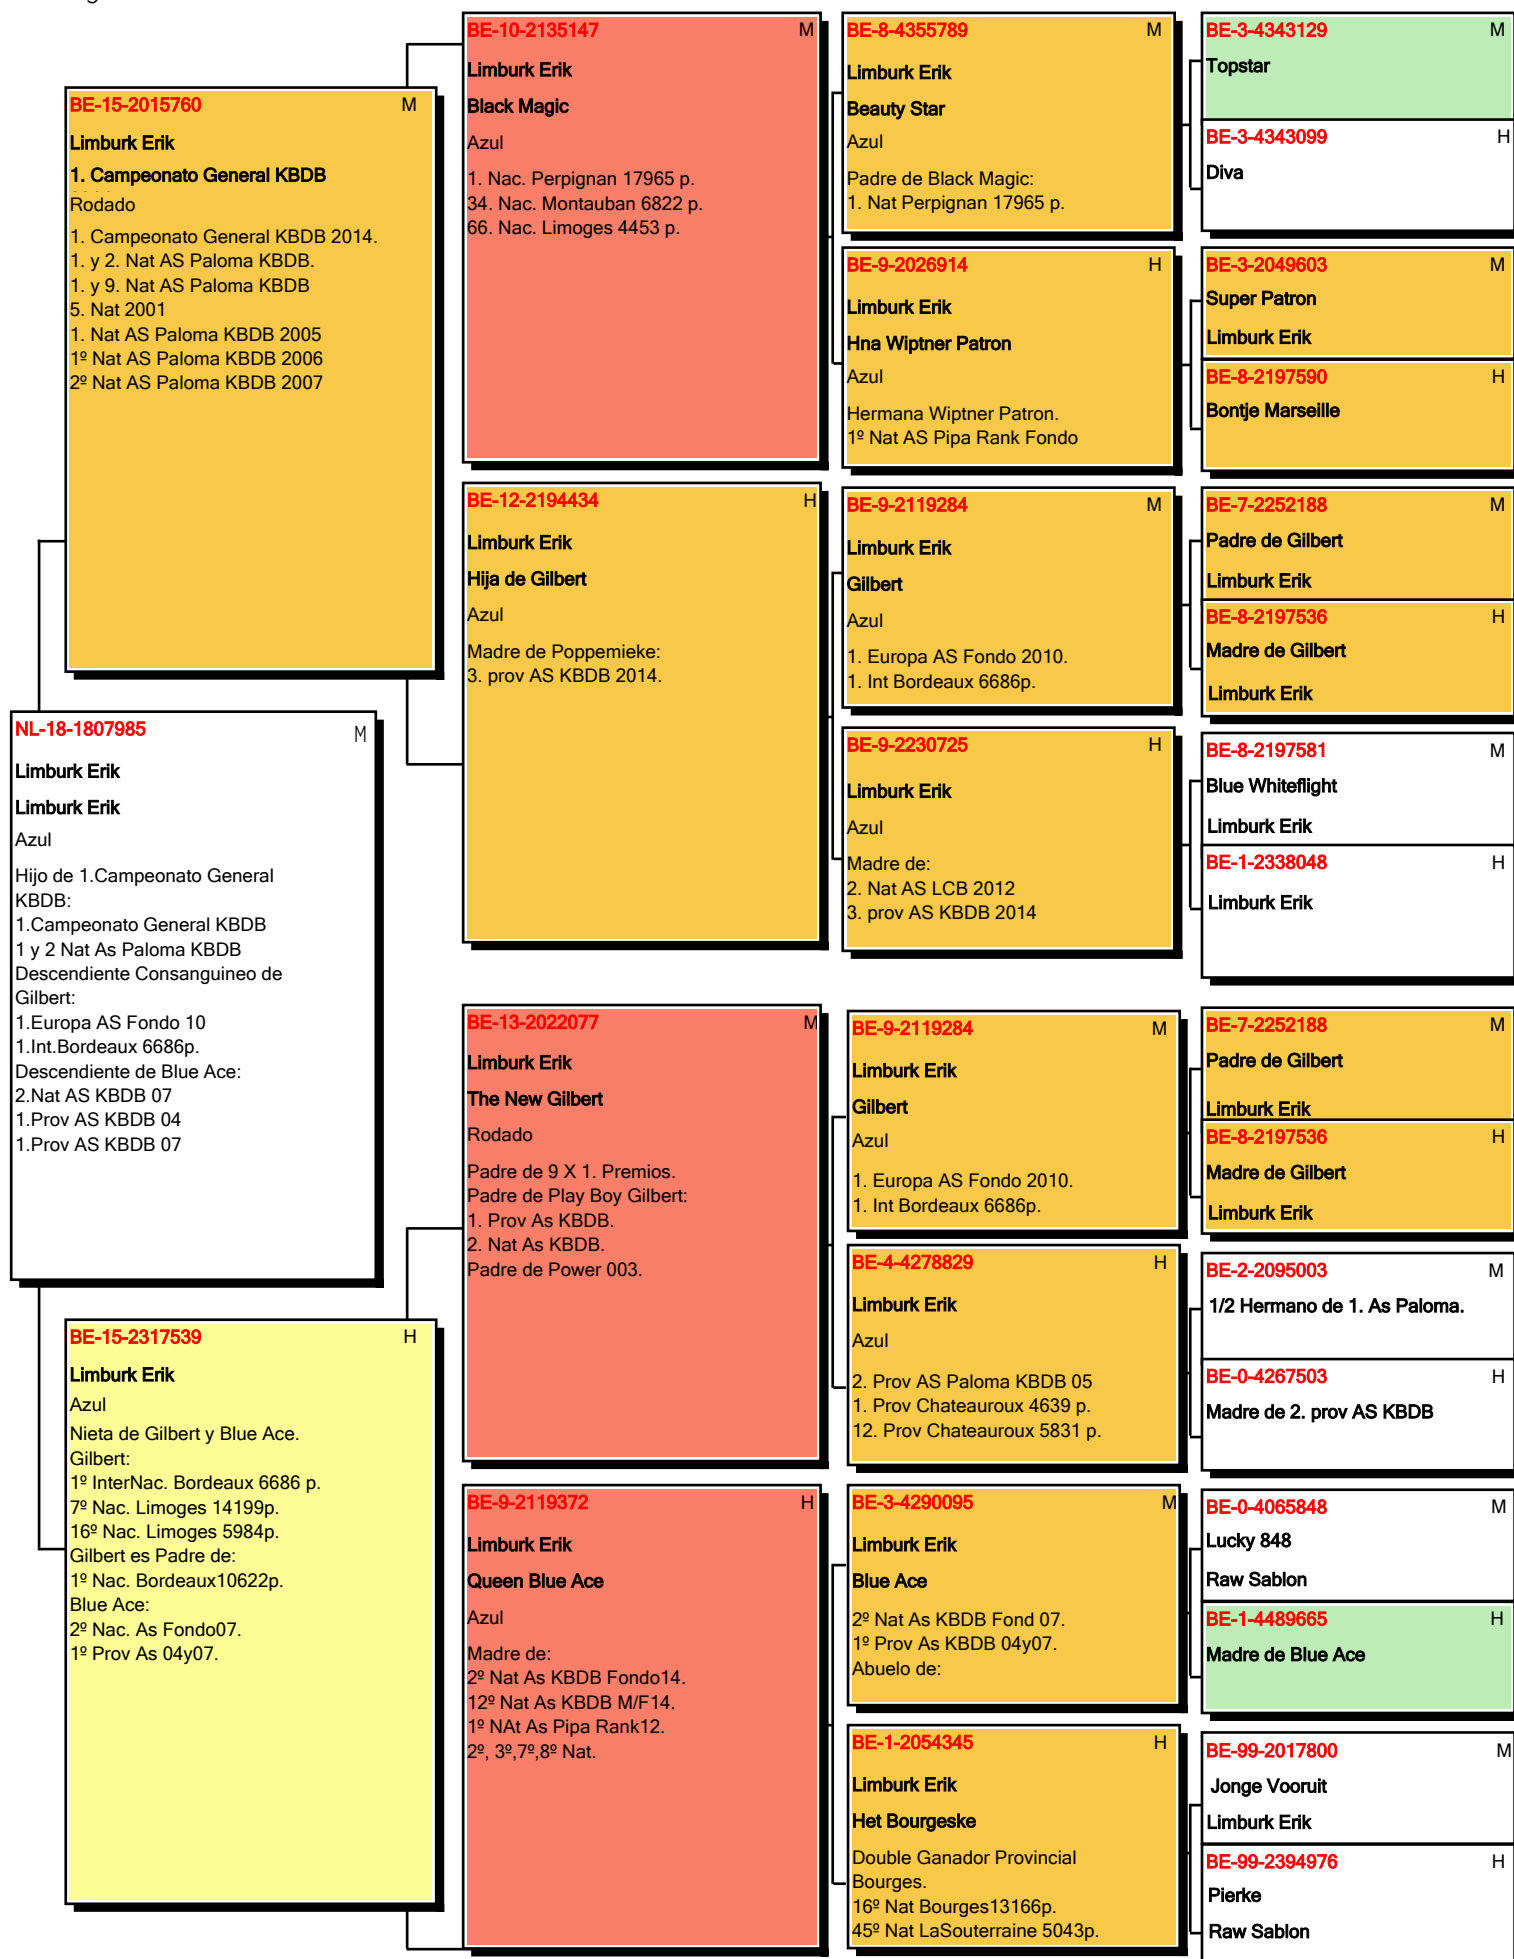 BE-10-2135147 M
Limburk Erik
Black Magic
Azul
1. Nac. Perpignan 17965 p.
34. Nac. Montauban 6822 p.
66. Nac. Limoges 4453 p.
BE-8-4355789 M
Limburk Erik
Beauty Star
Azul
Padre de Black Magic:
1. Nat Perpignan 17965 p.
BE-3-4343129 M
Topstar
BE-3-4343099 H
Diva
BE-15-2015760 M
Limburk Erik
1. Campeonato General KBDB
Rodado
1. Campeonato General KBDB 2014.
1. y 2. Nat AS Paloma KBDB.
1. y 9. Nat AS Paloma KBDB
5. Nat 2001
1. Nat AS Paloma KBDB 2005
1º Nat AS Paloma KBDB 2006
2º Nat AS Paloma KBDB 2007
BE-9-2026914 H
Limburk Erik
Hna Wiptner Patron
Azul
Hermana Wiptner Patron.
1º Nat AS Pipa Rank Fondo
BE-3-2049603 M
Super Patron
Limburk Erik
BE-8-2197590 H
Bontje Marseille
BE-12-2194434 H
Limburk Erik
Hija de Gilbert
Azul
Madre de Poppemieke:
3. prov AS KBDB 2014.
BE-9-2119284 M
Limburk Erik
Gilbert
Azul
1. Europa AS Fondo 2010.
1. Int Bordeaux 6686p.
BE-7-2252188 M
Padre de Gilbert
Limburk Erik
BE-8-2197536 H
Madre de Gilbert
Limburk Erik
NL-18-1807985 M
Limburk Erik
Limburk Erik
Azul
Hijo de 1.Campeonato General
KBDB:
1.Campeonato General KBDB
1 y 2 Nat As Paloma KBDB
Descendiente Consanguineo de
Gilbert:
1.Europa AS Fondo 10
1.Int.Bordeaux 6686p.
Descendiente de Blue Ace:
2.Nat AS KBDB 07
1.Prov AS KBDB 04
1.Prov AS KBDB 07
BE-9-2230725 H
Limburk Erik
Azul
Madre de:
2. Nat AS LCB 2012
3. prov AS KBDB 2014
BE-8-2197581 M
Blue Whiteflight
Limburk Erik
BE-1-2338048 H
Limburk Erik
BE-13-2022077 M
Limburk Erik
The New Gilbert
Rodado
Padre de 9 X 1. Premios.
Padre de Play Boy Gilbert:
1. Prov As KBDB.
2. Nat As KBDB.
Padre de Power 003.
BE-9-2119284 M
Limburk Erik
Gilbert
Azul
1. Europa AS Fondo 2010.
1. Int Bordeaux 6686p.
BE-7-2252188 M
Padre de Gilbert
Limburk Erik
BE-8-2197536 H
Madre de Gilbert
Limburk Erik
BE-4-4278829 H
Limburk Erik
Azul
2. Prov AS Paloma KBDB 05
1. Prov Chateauroux 4639 p.
12. Prov Chateauroux 5831 p.
BE-2-2095003 M
1/2 Hermano de 1. As Paloma.
BE-0-4267503 H
Madre de 2. prov AS KBDB
BE-15-2317539 H
Limburk Erik
Azul
Nieta de Gilbert y Blue Ace.
Gilbert:
1º InterNac. Bordeaux 6686 p.
7º Nac. Limoges 14199p.
16º Nac. Limoges 5984p.
Gilbert es Padre de:
1º Nac. Bordeaux10622p.
Blue Ace:
2º Nac. As Fondo07.
1º Prov As 04y07.
BE-9-2119372 H
Limburk Erik
Queen Blue Ace
Azul
Madre de:
2º Nat As KBDB Fondo14.
12º Nat As KBDB M/F14.
1º NAt As Pipa Rank12.
2º, 3º,7º,8º Nat.
BE-3-4290095 M
Limburk Erik
Blue Ace
2º Nat As KBDB Fond 07.
1º Prov As KBDB 04y07.
Abuelo de:
BE-0-4065848 M
Lucky 848
Raw Sablon
BE-1-4489665 H
Madre de Blue Ace
BE-1-2054345 H
Limburk Erik
Het Bourgeske
Double Ganador Provincial
Bourges.
16º Nat Bourges13166p.
45º Nat LaSouterraine 5043p.
BE-99-2017800 M
Jonge Vooruit
Limburk Erik
BE-99-2394976 H
Pierke
Raw Sablon